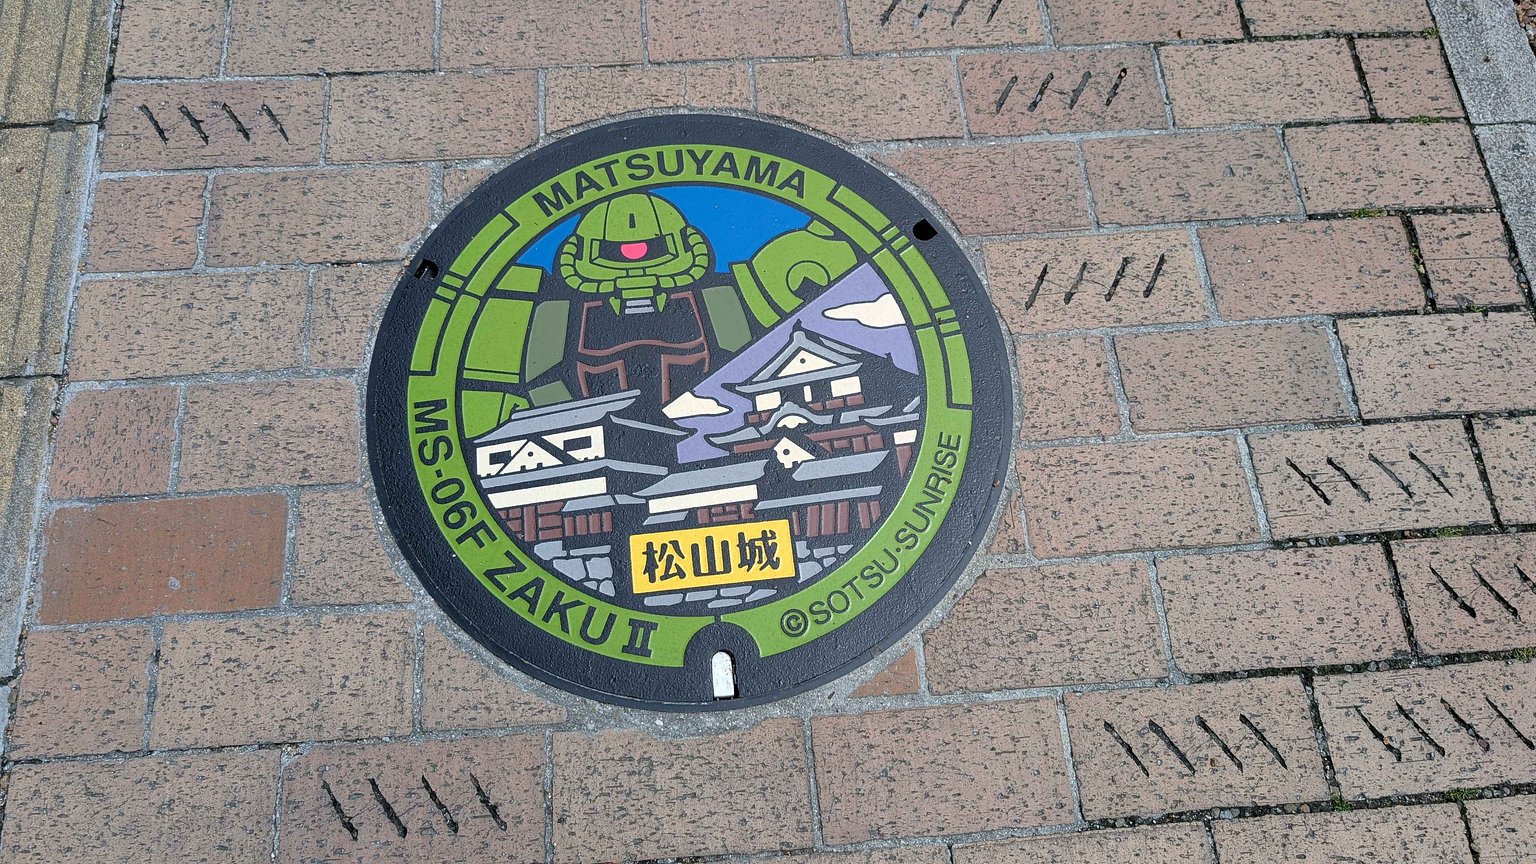 MATSUYAMA
松山城
MS-06F ZAKU II
©SOTSU・SUNRISE